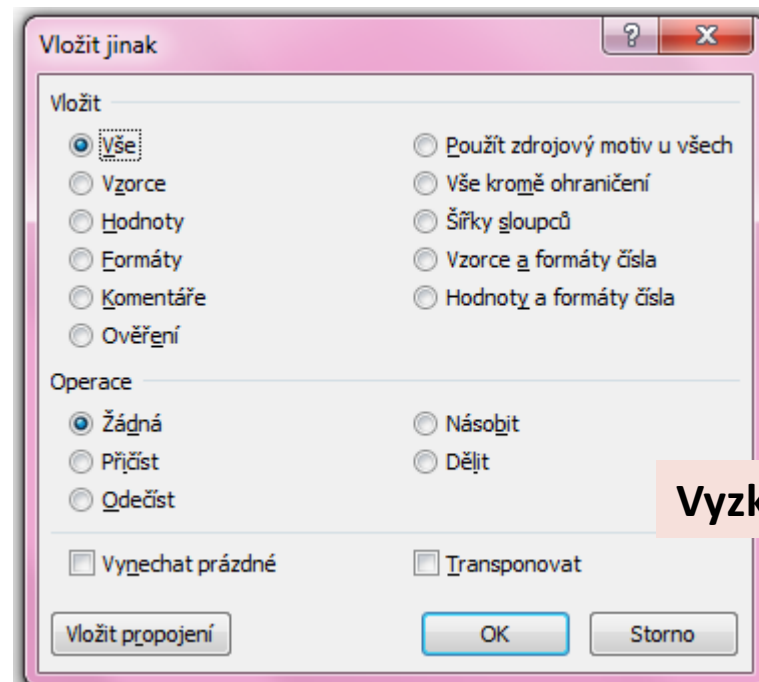 Vložit jinak
Vložit
Vše
Vzorce
Hodnoty
Formáty
Komentáře
Ověření
Použít zdrojový motiv u všech
Vše kromě ohraničení
Šířky sloupců
Vzorce a formáty čísla
Hodnoty a formáty čísla
Operace
Žádná
Přičíst
Odečíst
Násobit
Dělit
Vynechat prázdné
Transponovat
Vložit propojení
OK
Storno